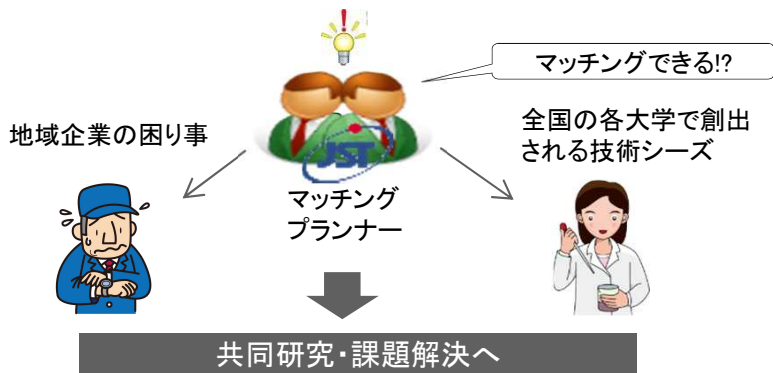 マッチングできる!?
地域企業の困り事
全国の各大学で創出
される技術シーズ
JST
マッチング
プランナー
共同研究・課題解決へ